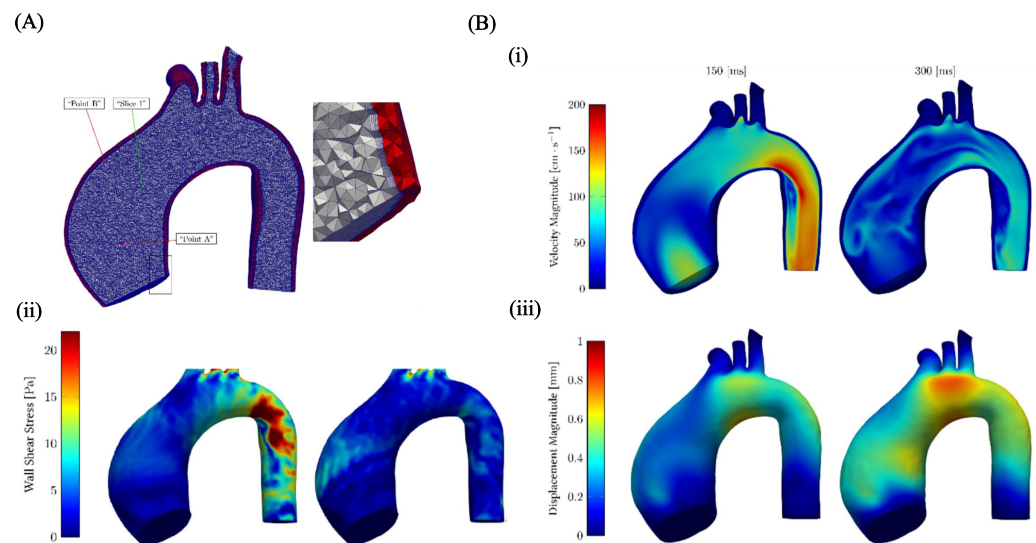 (A)
(B)
(i)
"Point B"
"Slice 1"
"Point A"
150 [ms]
300 [ms]
Velocity Magnitude [cm · s⁻¹]
200
150
100
50
0
(ii)
Wall Shear Stress [Pa]
20
15
10
5
0
(iii)
Displacement Magnitude [mm]
1
0.8
0.6
0.4
0.2
0